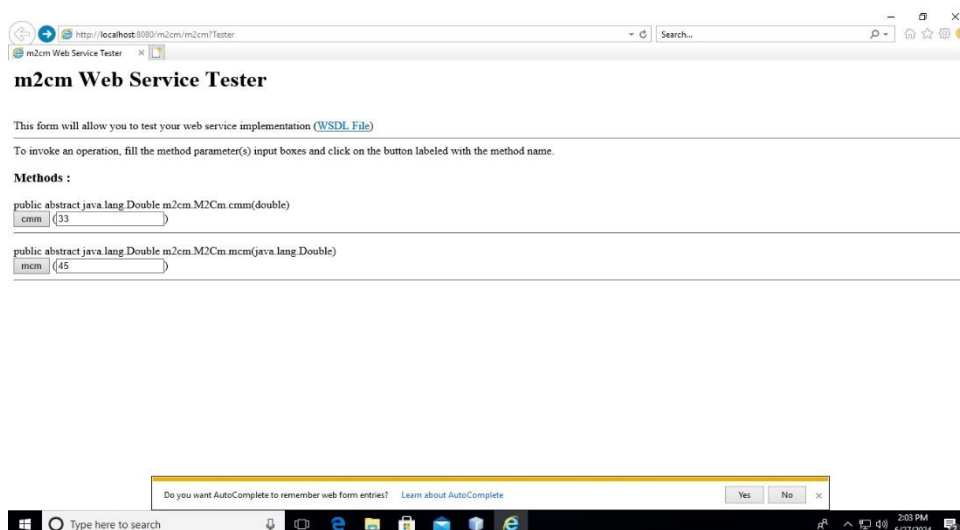 http://localhost:8080/m2cm/m2cm?Tester
Search...
m2cm Web Service Tester
m2cm Web Service Tester
This form will allow you to test your web service implementation (WSDL File)
To invoke an operation, fill the method parameter(s) input boxes and click on the button labeled with the method name.
Methods :
public abstract java.lang.Double m2cm.M2Cm.cmm(double)
cmm (33)
public abstract java.lang.Double m2cm.M2Cm.mcm(java.lang.Double)
mcm (45)
Do you want AutoComplete to remember web form entries? Learn about AutoComplete Yes No
Type here to search
2:03 PM
6/27/2024